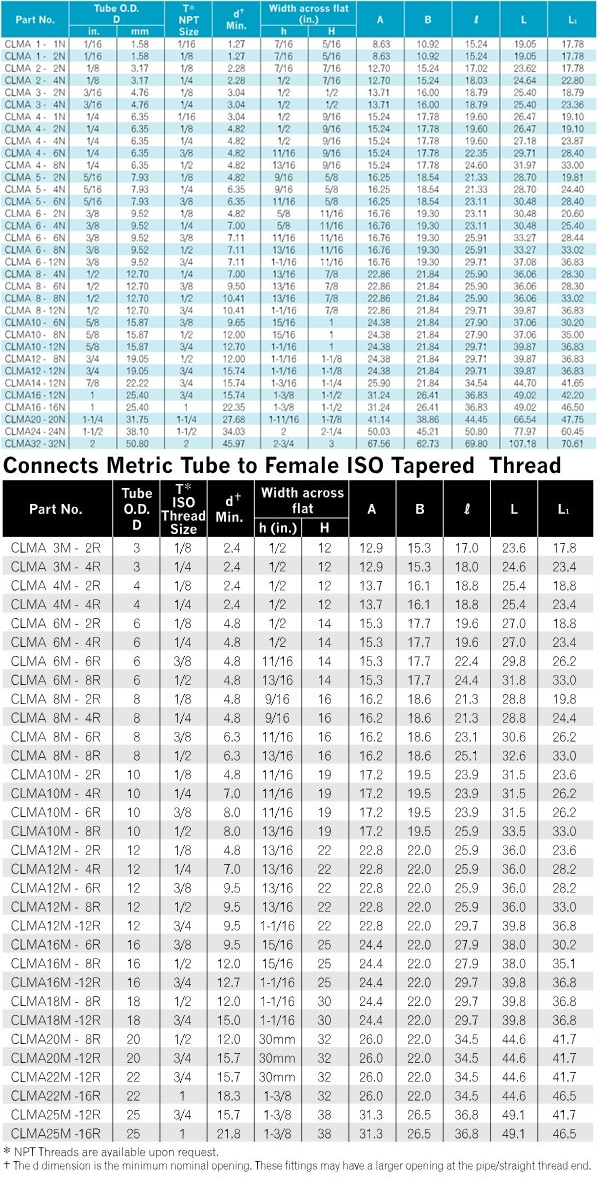 Part No. Tube O.D. D T* NPT Size d† Min. Width across flat (in.) A B ℓ L L1
in. mm h H
CLMA 1 - 1N 1/16 1.58 1/16 1.27 7/16 5/16 8.63 10.92 15.24 19.05 17.78
CLMA 1 - 2N 1/16 1.58 1/8 1.27 7/16 5/16 8.63 10.92 15.24 19.05 17.78
CLMA 2 - 2N 1/8 3.17 1/8 2.28 7/16 7/16 12.70 15.24 17.02 23.62 17.78
CLMA 2 - 4N 1/8 3.17 1/4 2.28 1/2 7/16 12.70 15.24 18.03 24.64 22.80
CLMA 3 - 2N 3/16 4.76 1/8 3.04 1/2 1/2 13.71 16.00 18.79 25.40 18.79
CLMA 3 - 4N 3/16 4.76 1/4 3.04 1/2 1/2 13.71 16.00 18.79 25.40 23.36
CLMA 4 - 1N 1/4 6.35 1/16 3.04 1/2 9/16 15.24 17.78 19.60 26.47 19.10
CLMA 4 - 2N 1/4 6.35 1/8 4.82 1/2 9/16 15.24 17.78 19.60 26.47 19.10
CLMA 4 - 4N 1/4 6.35 1/4 4.82 1/2 9/16 15.24 17.78 19.60 27.18 23.87
CLMA 4 - 6N 1/4 6.35 3/8 4.82 11/16 9/16 15.24 17.78 22.35 29.71 28.40
CLMA 4 - 8N 1/4 6.35 1/2 4.82 13/16 9/16 15.24 17.78 24.60 31.97 33.00
CLMA 5 - 2N 5/16 7.93 1/8 4.82 9/16 5/8 16.25 18.54 21.33 28.70 19.81
CLMA 5 - 4N 5/16 7.93 1/4 6.35 9/16 5/8 16.25 18.54 21.33 28.70 24.40
CLMA 5 - 6N 5/16 7.93 3/8 6.35 11/16 5/8 16.25 18.54 23.11 30.48 28.40
CLMA 6 - 2N 3/8 9.52 1/8 4.82 5/8 11/16 16.76 19.30 23.11 30.48 20.60
CLMA 6 - 4N 3/8 9.52 1/4 7.11 5/8 11/16 16.76 19.30 23.11 30.48 25.40
CLMA 6 - 6N 3/8 9.52 3/8 7.11 11/16 11/16 16.76 19.30 25.91 33.27 28.44
CLMA 6 - 8N 3/8 9.52 1/2 7.11 13/16 11/16 16.76 19.30 25.91 33.27 33.02
CLMA 6 - 12N 3/8 9.52 3/4 7.11 1-1/16 11/16 16.76 19.30 29.71 37.08 36.83
CLMA 8 - 4N 1/2 12.70 1/4 7.00 13/16 7/8 22.86 21.84 25.90 36.06 28.30
CLMA 8 - 6N 1/2 12.70 3/8 9.50 13/16 7/8 22.86 21.84 25.90 36.06 28.30
CLMA 8 - 8N 1/2 12.70 1/2 10.41 13/16 7/8 22.86 21.84 25.90 36.06 33.02
CLMA 8 - 12N 1/2 12.70 3/4 10.41 1-1/16 7/8 22.86 21.84 29.71 39.87 36.83
CLMA10 - 6N 5/8 15.87 3/8 9.65 15/16 1 24.38 21.84 27.90 37.06 30.20
CLMA10 - 8N 5/8 15.87 1/2 12.00 15/16 1 24.38 21.84 27.90 37.06 35.00
CLMA10 - 12N 5/8 15.87 3/4 12.70 1-1/16 1 24.38 21.84 29.71 39.87 36.83
CLMA12 - 8N 3/4 19.05 1/2 12.00 1-1/16 1-1/8 24.38 21.84 29.71 39.87 36.83
CLMA12 - 12N 3/4 19.05 3/4 15.74 1-1/16 1-1/8 24.38 21.84 29.71 39.87 36.83
CLMA14 - 12N 7/8 22.22 3/4 15.74 1-3/16 1-1/4 25.90 21.84 34.54 44.70 41.65
CLMA16 - 12N 1 25.40 3/4 15.74 1-3/8 1-1/2 31.24 26.41 36.83 49.02 42.20
CLMA16 - 16N 1 25.40 1 22.35 1-3/8 1-1/2 31.24 26.41 36.83 49.02 46.50
CLMA20 - 20N 1-1/4 31.75 1-1/4 27.68 1-11/16 1-7/8 41.14 38.86 44.45 66.54 47.75
CLMA24 - 24N 1-1/2 38.10 1-1/2 34.03 2 2-1/4 50.03 45.21 50.80 77.97 60.45
CLMA32 - 32N 2 50.80 2 45.97 2-3/4 3 67.56 62.73 69.80 107.18 70.61
Connects Metric Tube to Female ISO Tapered Thread
Part No. Tube O.D. D T* ISO Thread Size d† Min. Width across flat A B ℓ L L1
h (in.) H
CLMA 3M - 2R 3 1/8 2.4 1/2 12 12.9 15.3 17.0 23.6 17.8
CLMA 3M - 4R 3 1/4 2.4 1/2 12 12.9 15.3 18.0 24.6 23.4
CLMA 4M - 2R 4 1/8 2.4 1/2 12 13.7 16.1 18.8 25.4 18.8
CLMA 4M - 4R 4 1/4 2.4 1/2 12 13.7 16.1 18.8 25.4 23.4
CLMA 6M - 2R 6 1/8 4.8 1/2 14 15.3 17.7 19.6 27.0 18.8
CLMA 6M - 4R 6 1/4 4.8 1/2 14 15.3 17.7 19.6 27.0 23.4
CLMA 6M - 6R 6 3/8 4.8 11/16 14 15.3 17.7 22.4 29.8 26.2
CLMA 6M - 8R 6 1/2 4.8 13/16 14 15.3 17.7 24.4 31.8 33.0
CLMA 8M - 2R 8 1/8 4.8 9/16 16 16.2 18.6 21.3 28.8 19.8
CLMA 8M - 4R 8 1/4 4.8 9/16 16 16.2 18.6 21.3 28.8 24.4
CLMA 8M - 6R 8 3/8 6.3 11/16 16 16.2 18.6 23.1 30.6 26.2
CLMA 8M - 8R 8 1/2 6.3 13/16 16 16.2 18.6 25.1 32.6 33.0
CLMA10M - 2R 10 1/8 4.8 11/16 19 17.2 19.5 23.9 31.5 23.6
CLMA10M - 4R 10 1/4 7.0 11/16 19 17.2 19.5 23.9 31.5 26.2
CLMA10M - 6R 10 3/8 8.0 11/16 19 17.2 19.5 23.9 31.5 26.2
CLMA10M - 8R 10 1/2 8.0 13/16 19 17.2 19.5 25.9 33.5 33.0
CLMA12M - 2R 12 1/8 4.8 13/16 22 22.8 22.0 25.9 36.0 23.6
CLMA12M - 4R 12 1/4 7.0 13/16 22 22.8 22.0 25.9 36.0 28.2
CLMA12M - 6R 12 3/8 9.5 13/16 22 22.8 22.0 25.9 36.0 28.2
CLMA12M - 8R 12 1/2 9.5 13/16 22 22.8 22.0 25.9 36.0 33.0
CLMA12M -12R 12 3/4 9.5 1-1/16 22 22.8 22.0 29.7 39.8 36.8
CLMA16M - 6R 16 3/8 9.5 15/16 25 24.4 22.0 27.9 38.0 30.2
CLMA16M - 8R 16 1/2 12.0 15/16 25 24.4 22.0 27.9 38.0 35.1
CLMA16M -12R 16 3/4 12.7 1-1/16 25 24.4 22.0 29.7 39.8 36.8
CLMA18M - 8R 18 1/2 12.0 1-1/16 30 24.4 22.0 29.7 39.8 36.8
CLMA18M -12R 18 3/4 15.0 1-1/16 30 24.4 22.0 29.7 39.8 36.8
CLMA20M - 8R 20 1/2 12.0 30mm 32 26.0 22.0 34.5 44.6 41.7
CLMA20M -12R 20 3/4 15.7 30mm 32 26.0 22.0 34.5 44.6 41.7
CLMA22M -12R 22 3/4 15.7 30mm 32 26.0 22.0 34.5 44.6 41.7
CLMA22M -16R 22 1 18.3 1-3/8 32 26.0 22.0 34.5 44.6 46.5
CLMA25M -12R 25 3/4 15.7 1-3/8 38 31.3 26.5 36.8 49.1 41.7
CLMA25M -16R 25 1 21.8 1-3/8 38 31.3 26.5 36.8 49.1 46.5
* NPT Threads are available upon request.
† The d dimension is the minimum nominal opening. These fittings may have a larger opening at the pipe/straight thread end.